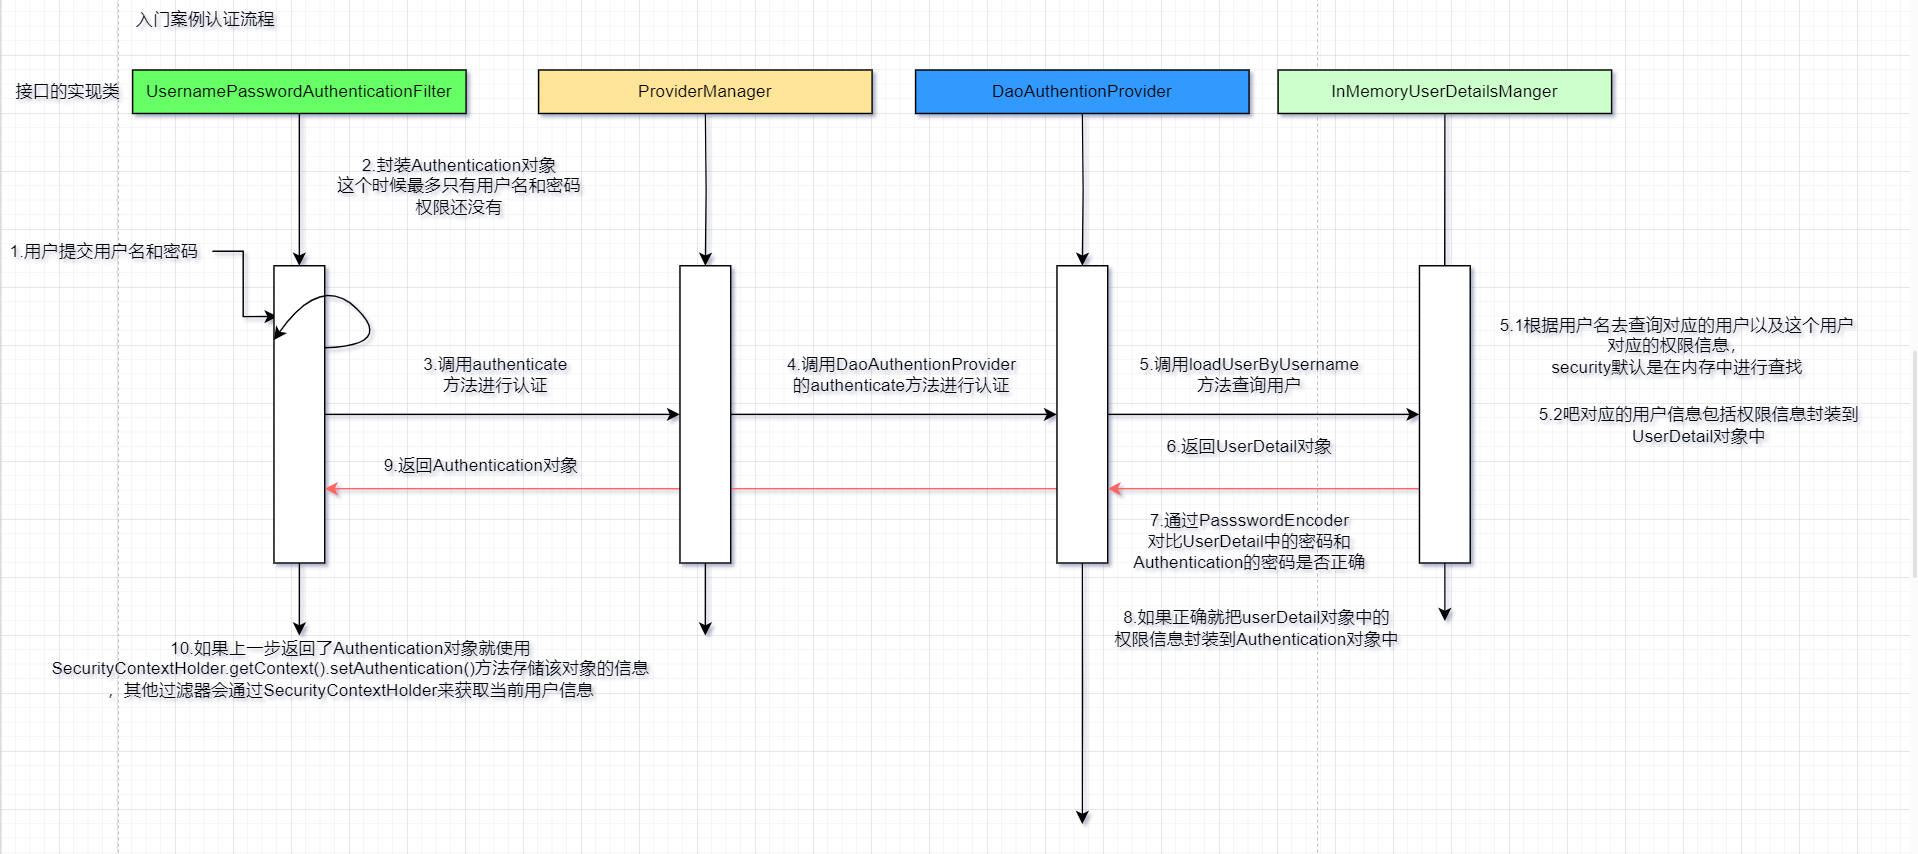 入门案例认证流程
接口的实现类
UsernamePasswordAuthenticationFilter
ProviderManager
DaoAuthentionProvider
InMemoryUserDetailsManger
2.封装Authentication对象
这个时候最多只有用户名和密码
权限还没有
1.用户提交用户名和密码
3.调用authenticate
方法进行认证
4.调用DaoAuthentionProvider
的authenticate方法进行认证
5.调用loadUserByUsername
方法查询用户
5.1根据用户名去查询对应的用户以及这个用户
对应的权限信息，
security默认是在内存中进行查找
5.2吧对应的用户信息包括权限信息封装到
UserDetail对象中
6.返回UserDetail对象
9.返回Authentication对象
7.通过PassswordEncoder
对比UserDetail中的密码和
Authentication的密码是否正确
8.如果正确就把userDetail对象中的
权限信息封装到Authentication对象中
10.如果上一步返回了Authentication对象就使用
SecurityContextHolder.getContext().setAuthentication()方法存储该对象的信息
，其他过滤器会通过SecurityContextHolder来获取当前用户信息